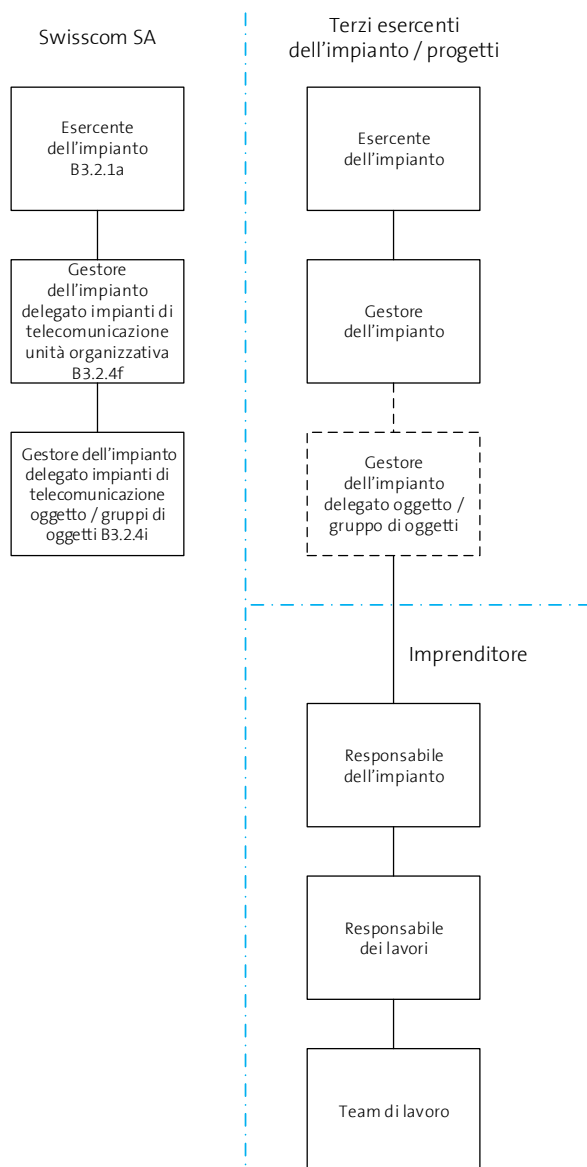 Swisscom SA
Esercente
dell'impianto
B3.2.1a
Gestore
dell'impianto
delegato impianti di
telecomunicazione
unità organizzativa
B3.2.4f
Gestore dell'impianto
delegato impianti di
telecomunicazione
oggetto / gruppi di
oggetti B3.2.4i
Terzi esercenti
dell'impianto / progetti
Esercente
dell'impianto
Gestore
dell'impianto
Gestore
dell'impianto
delegato oggetto /
gruppo di oggetti
Imprenditore
Responsabile
dell'impianto
Responsabile
dei lavori
Team di lavoro